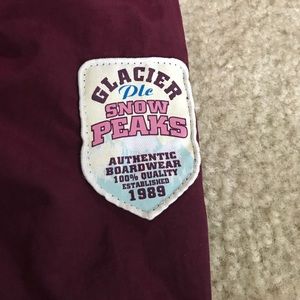 GLACIER
Plc
SNOW
PEAKS
AUTHENTIC
BOARDWEAR
100% QUALITY
ESTABLISHED
1989